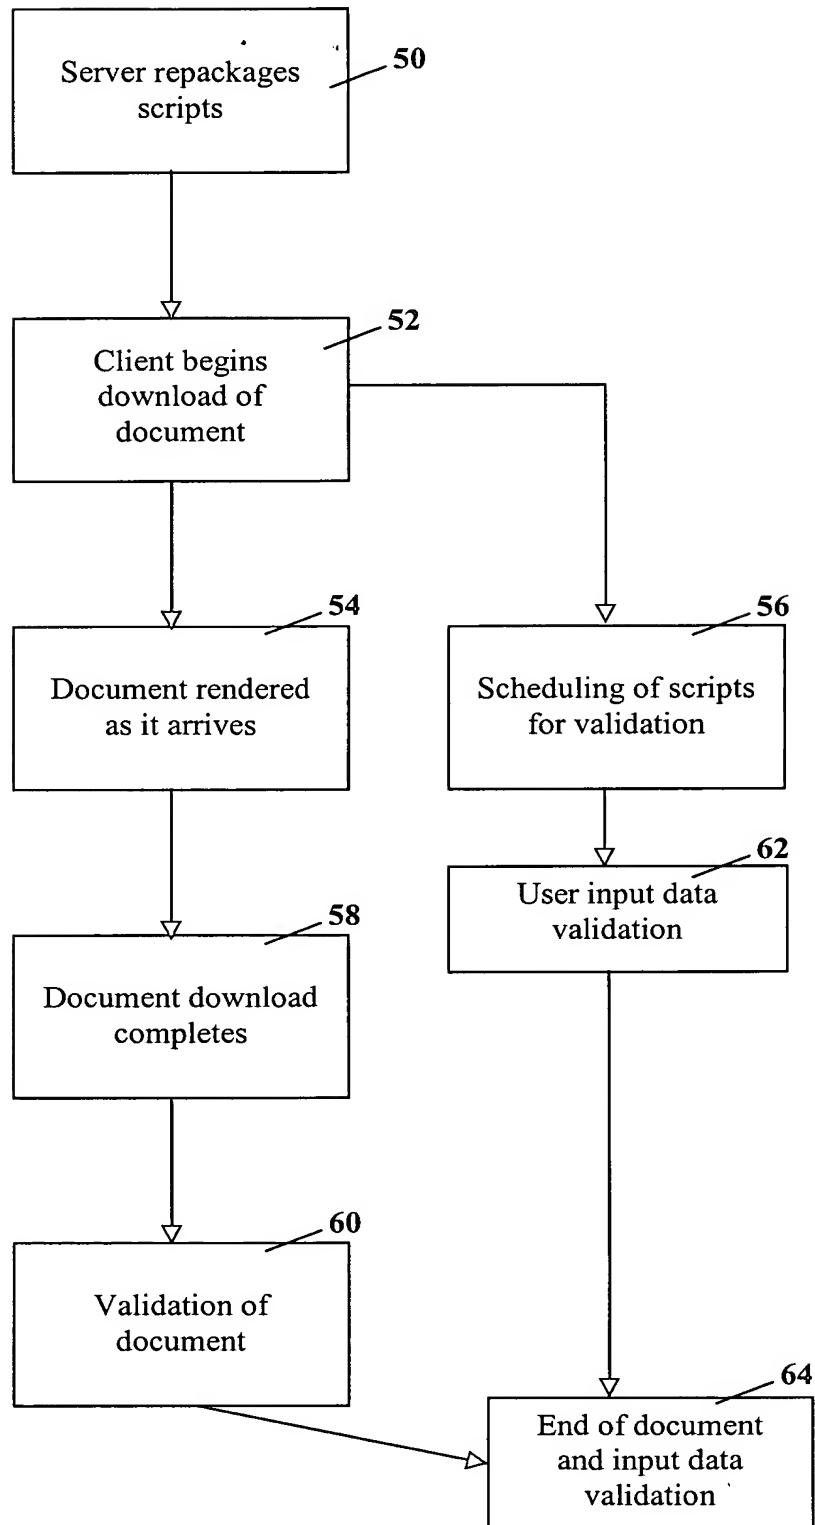 Server repackages
scripts
50
Client begins
download of
document
52
Document rendered
as it arrives
54
Scheduling of scripts
for validation
56
User input data
validation
62
Document download
completes
58
Validation of
document
60
End of document
and input data
validation
64